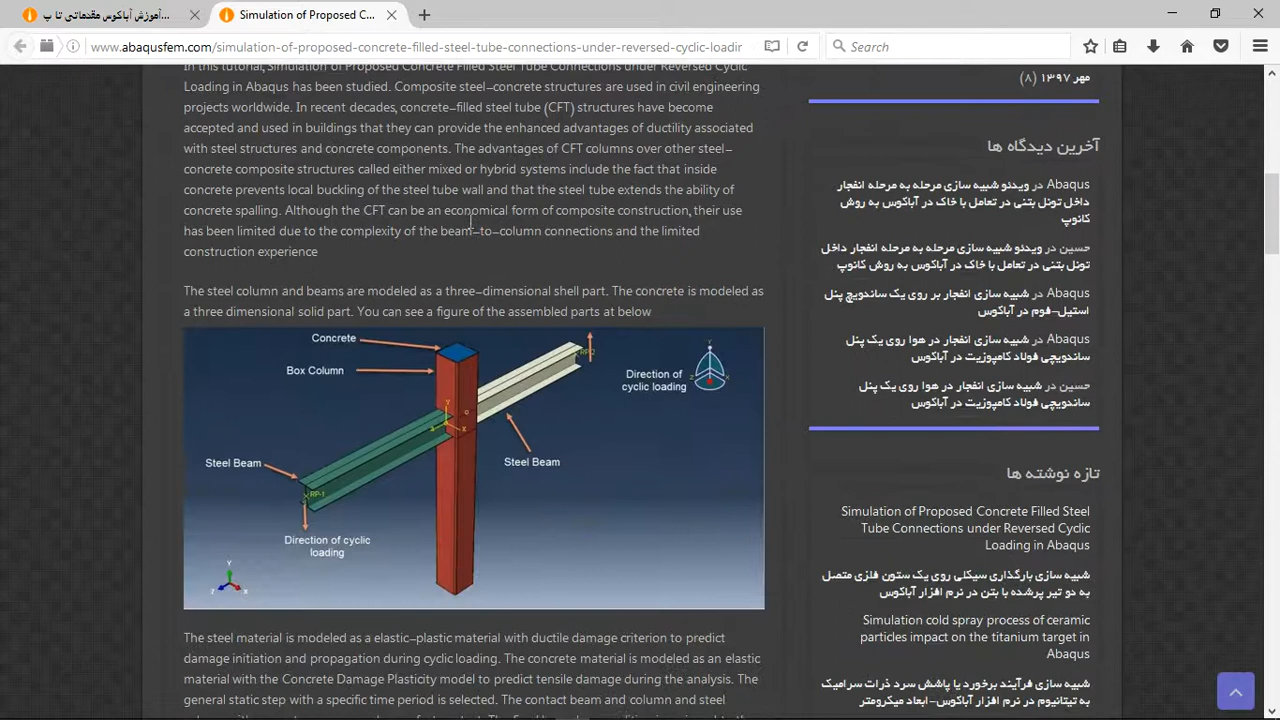 آموزش آباکوس مقدماتی تا پ...
Simulation of Proposed C...
www.abaqusfem.com/simulation-of-proposed-concrete-filled-steel-tube-connections-under-reversed-cyclic-loadir
Search
In this tutorial, Simulation of Proposed Concrete Filled Steel Tube Connections under Reversed Cyclic
Loading in Abaqus has been studied. Composite steel-concrete structures are used in civil engineering
projects worldwide. In recent decades, concrete-filled steel tube (CFT) structures have become
accepted and used in buildings that they can provide the enhanced advantages of ductility associated
with steel structures and concrete components. The advantages of CFT columns over other steel-
concrete composite structures called either mixed or hybrid systems include the fact that inside
concrete prevents local buckling of the steel tube wall and that the steel tube extends the ability of
concrete spalling. Although the CFT can be an economical form of composite construction, their use
has been limited due to the complexity of the beam-to-column connections and the limited
construction experience
The steel column and beams are modeled as a three-dimensional shell part. The concrete is modeled as
a three dimensional solid part. You can see a figure of the assembled parts at below
Concrete
Box Column
RP-2
Direction of
cyclic loading
Y
Z
X
Y
Z
X
Steel Beam
Steel Beam
RP-1
Direction of cyclic
loading
Y
Z
X
The steel material is modeled as a elastic-plastic material with ductile damage criterion to predict
damage initiation and propagation during cyclic loading. The concrete material is modeled as an elastic
material with the Concrete Damage Plasticity model to predict tensile damage during the analysis. The
general static step with a specific time period is selected. The contact beam and column and steel
مهر ۱۳۹۷ (۸)
آخرین دیدگاه ها
Abaqus در ویدئو شبیه سازی مرحله به مرحله انفجار
داخل تونل بتنی در تعامل با خاک در آباکوس به روش
کانوپ
حسین در ویدئو شبیه سازی مرحله به مرحله انفجار داخل
تونل بتنی در تعامل با خاک در آباکوس به روش کانوپ
Abaqus در شبیه سازی انفجار بر روی یک ساندویچ پنل
استیل-فوم در آباکوس
Abaqus در شبیه سازی انفجار در هوا روی یک پنل
ساندویچی فولاد کامپوزیت در آباکوس
حسین در شبیه سازی انفجار در هوا روی یک پنل
ساندویچی فولاد کامپوزیت در آباکوس
تازه نوشته ها
Simulation of Proposed Concrete Filled Steel
Tube Connections under Reversed Cyclic
Loading in Abaqus
شبیه سازی بارگذاری سیکلی روی یک ستون فلزی متصل
به دو تیر پرشده با بتن در نرم افزار آباکوس
Simulation cold spray process of ceramic
particles impact on the titanium target in
Abaqus
شبیه سازی فرآیند برخورد یا پاشش سرد ذرات سرامیک
به تیتانیوم در نرم افزار آباکوس-ابعاد میکرومتر